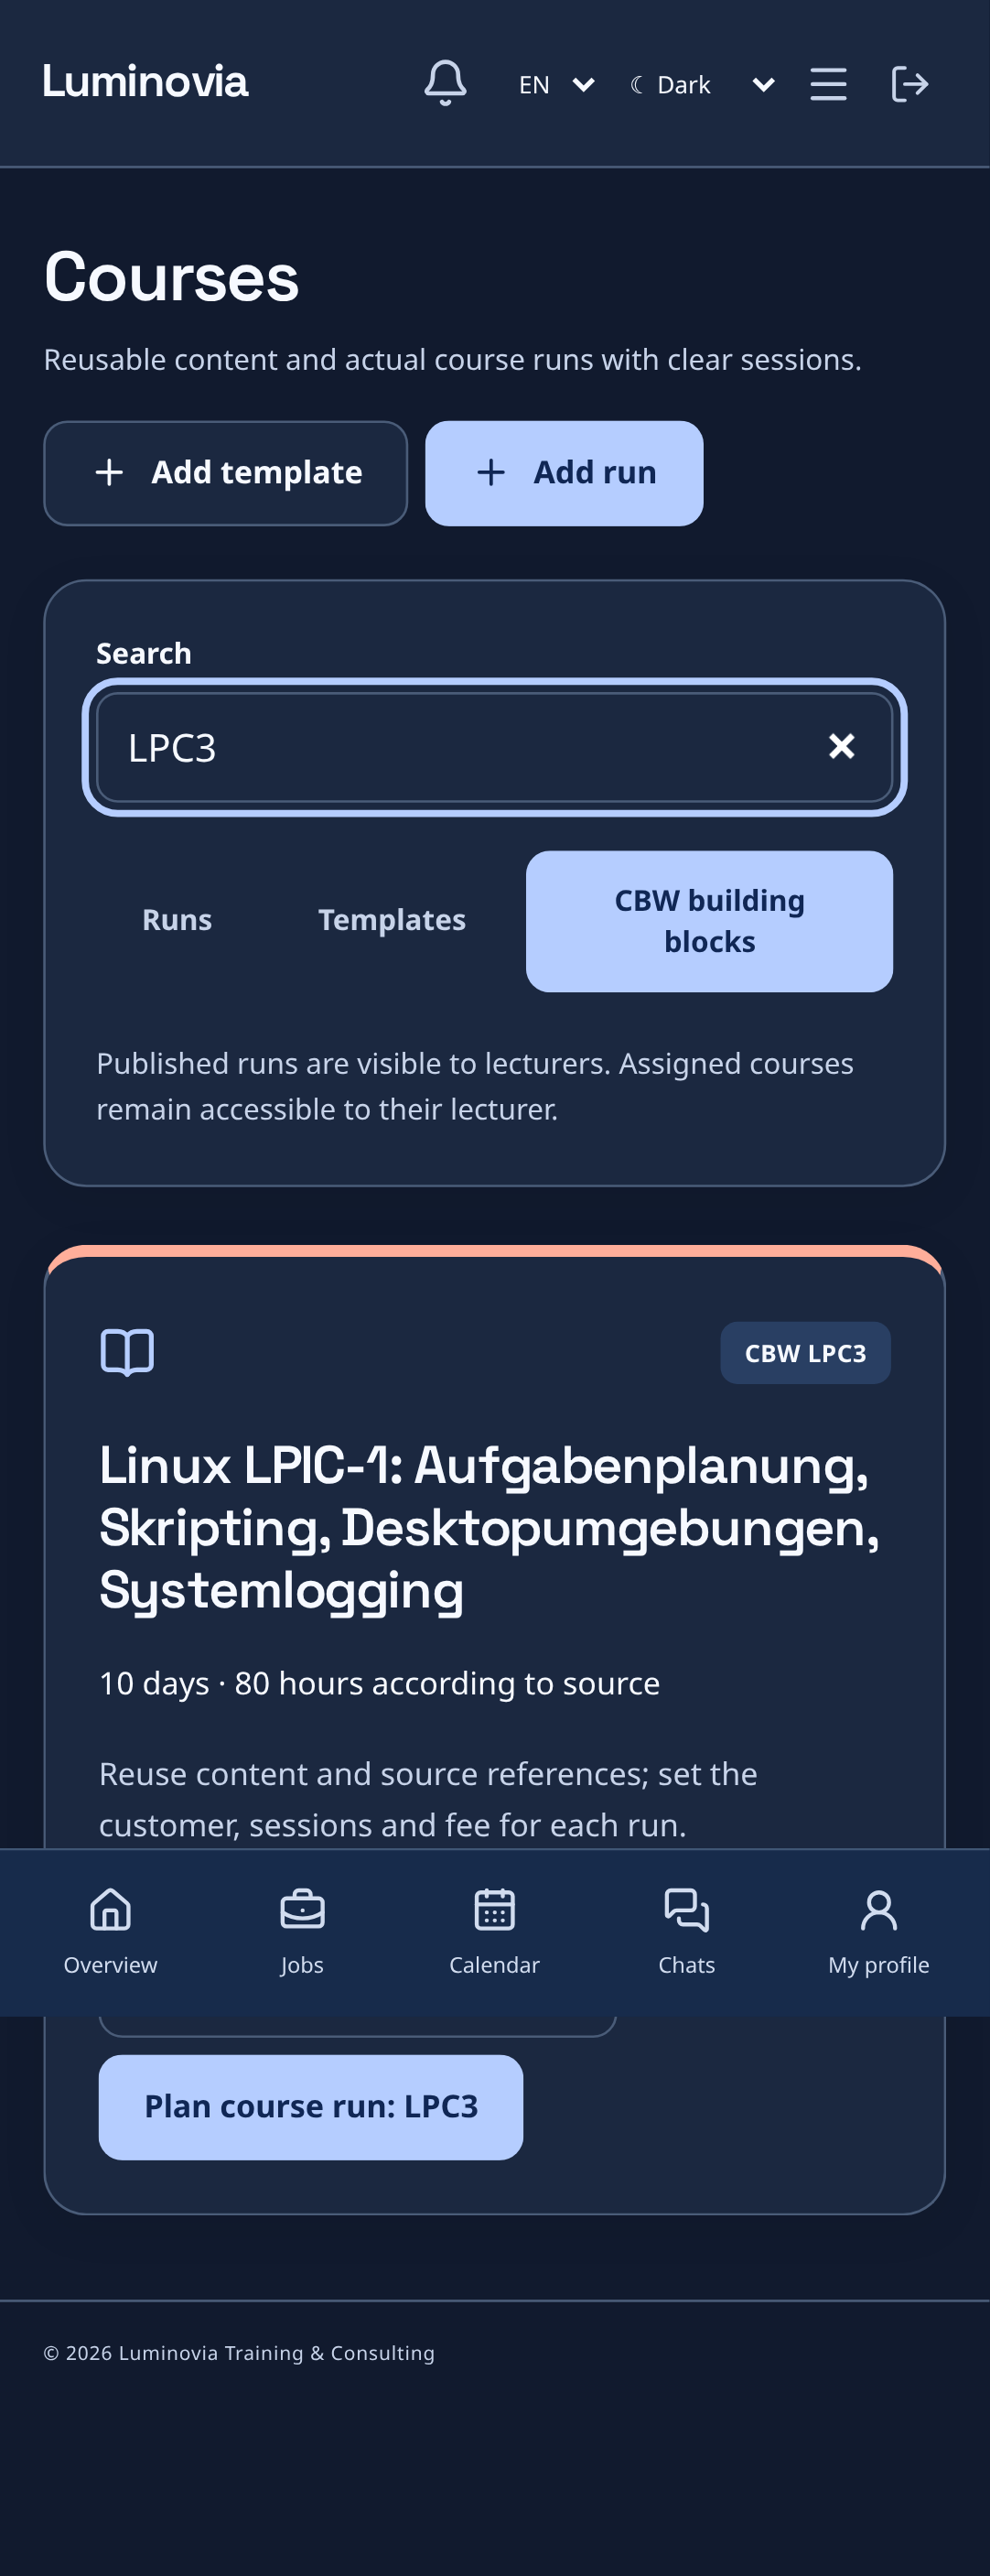 Luminovia
EN
Dark
Courses
Reusable content and actual course runs with clear sessions.
Add template
Add run
Search
LPC3
Runs
Templates
CBW building
blocks
Published runs are visible to lecturers. Assigned courses
remain accessible to their lecturer.
CBW LPC3
Linux LPIC-1: Aufgabenplanung,
Skripting, Desktopumgebungen,
Systemlogging
10 days · 80 hours according to source
Reuse content and source references; set the
customer, sessions and fee for each run.
Overview
Jobs
Calendar
Chats
My profile
Plan course run: LPC3
© 2026 Luminovia Training & Consulting